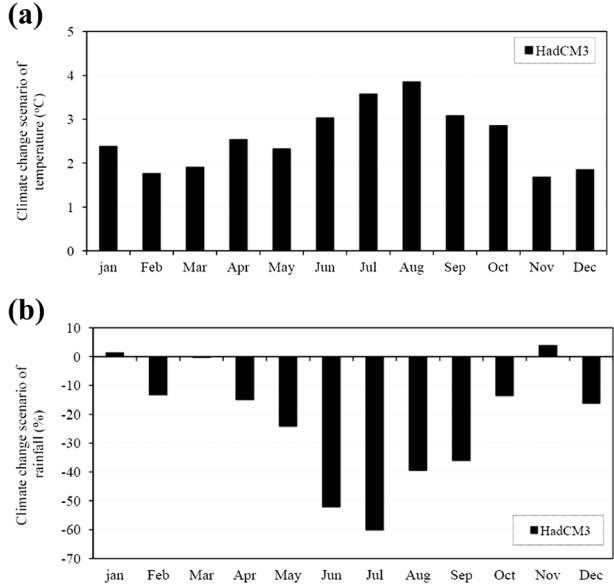 (a)
Climate change scenario of
temperature (°C)
5
4
3
2
1
0
HadCM3
jan Feb Mar Apr May Jun Jul Aug Sep Oct Nov Dec
(b)
Climate change scenario of
rainfall (%)
10
0
-10
-20
-30
-40
-50
-60
-70
HadCM3
jan Feb Mar Apr May Jun Jul Aug Sep Oct Nov Dec